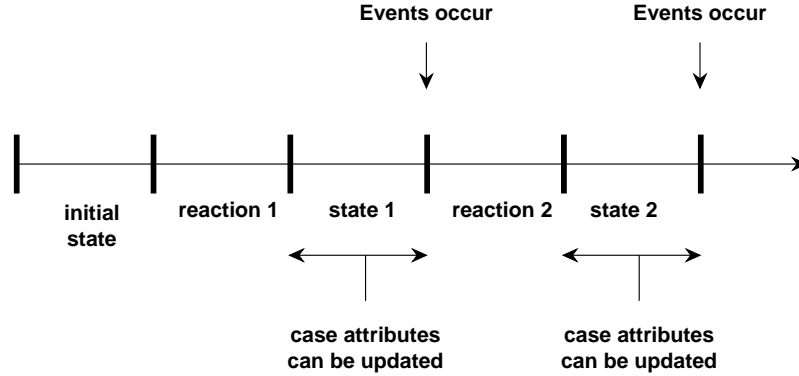 Events occur
Events occur
initial
state
reaction 1
state 1
reaction 2
state 2
case attributes
can be updated
case attributes
can be updated